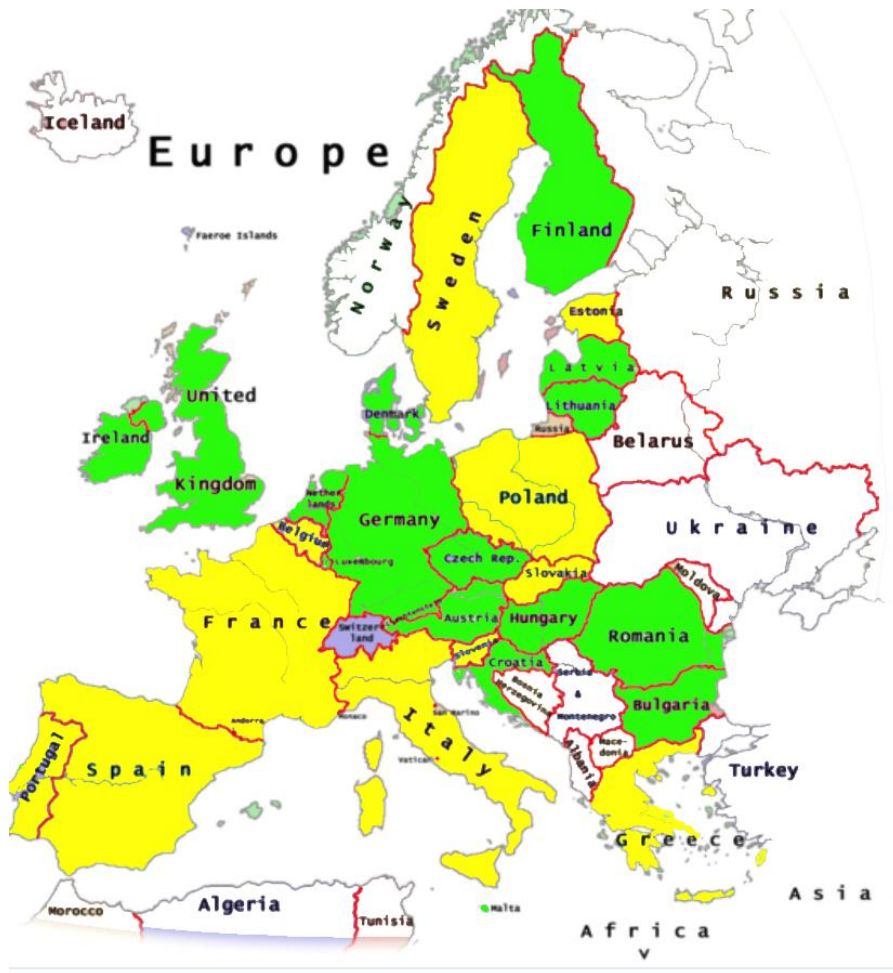 Iceland
Europe
Faeroe Islands
Norway
Sweden
Finland
Russia
Estonia
Latvia
Lithuania
Russia
Belarus
United
Kingdom
Ireland
Denmark
Nether
lands
Belgium
Luxembourg
Germany
Poland
Czech Rep.
Slovakia
Ukraine
Moldova
France
Switzer
land
Liechtenstein
Austria
Hungary
Romania
Slovenia
Croatia
Bosnia
Herzegovina
Serbia
&
Montenegro
Bulgaria
Andorra
Monaco
San Marino
Italy
Vatican
Portugal
Spain
Albania
Mace-
donia
Turkey
Greece
Malta
Morocco
Algeria
Tunisia
Africa
v
Asia